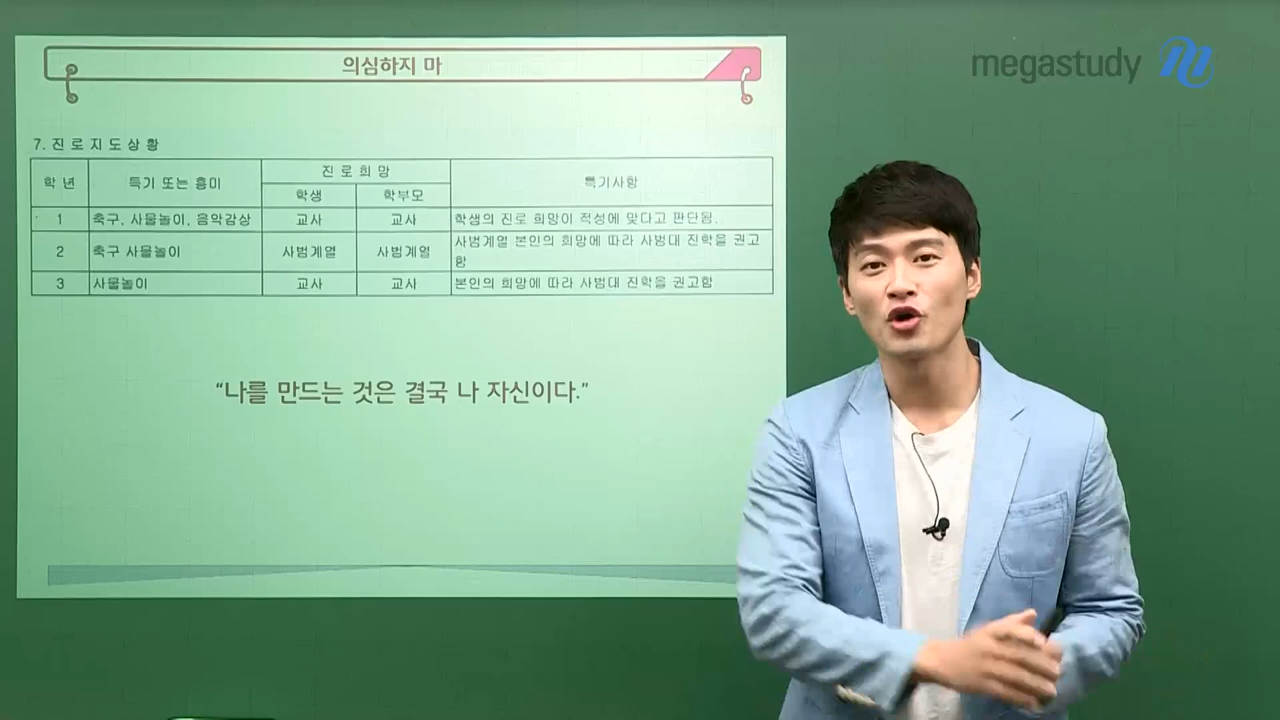 의심하지 마
megastudy
7. 진 로 지 도 상 황
학 년 특기 또는 흥미 진 로 희 망 특기사항
학생 학부모
1 축구, 사물놀이, 음악감상 교사 교사 학생의 진로 희망이 적성에 맞다고 판단됨.
2 축구 사물놀이 사범계열 사범계열 사범계열 본인의 희망에 따라 사범대 진학을 권고
함
3 사물놀이 교사 교사 본인의 희망에 따라 사범대 진학을 권고함
“나를 만드는 것은 결국 나 자신이다.”